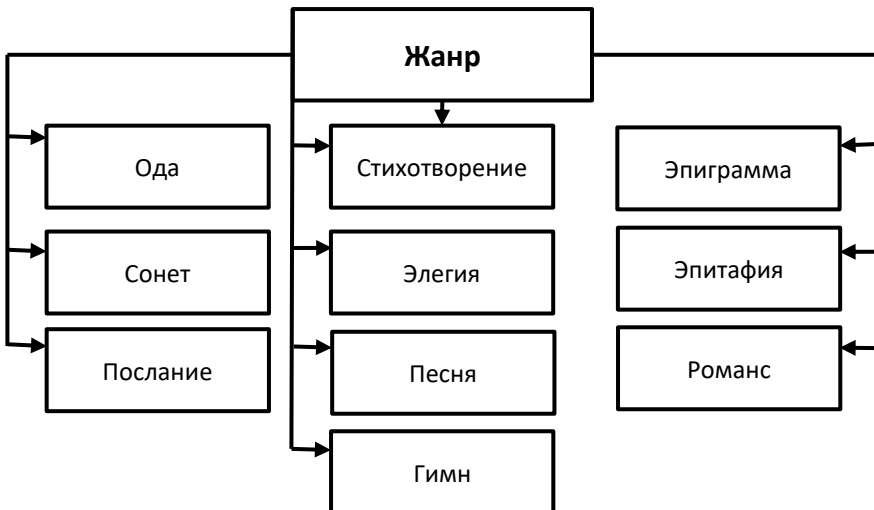 Жанр
Ода
Стихотворение
Эпиграмма
Сонет
Элегия
Эпитафия
Послание
Песня
Романс
Гимн